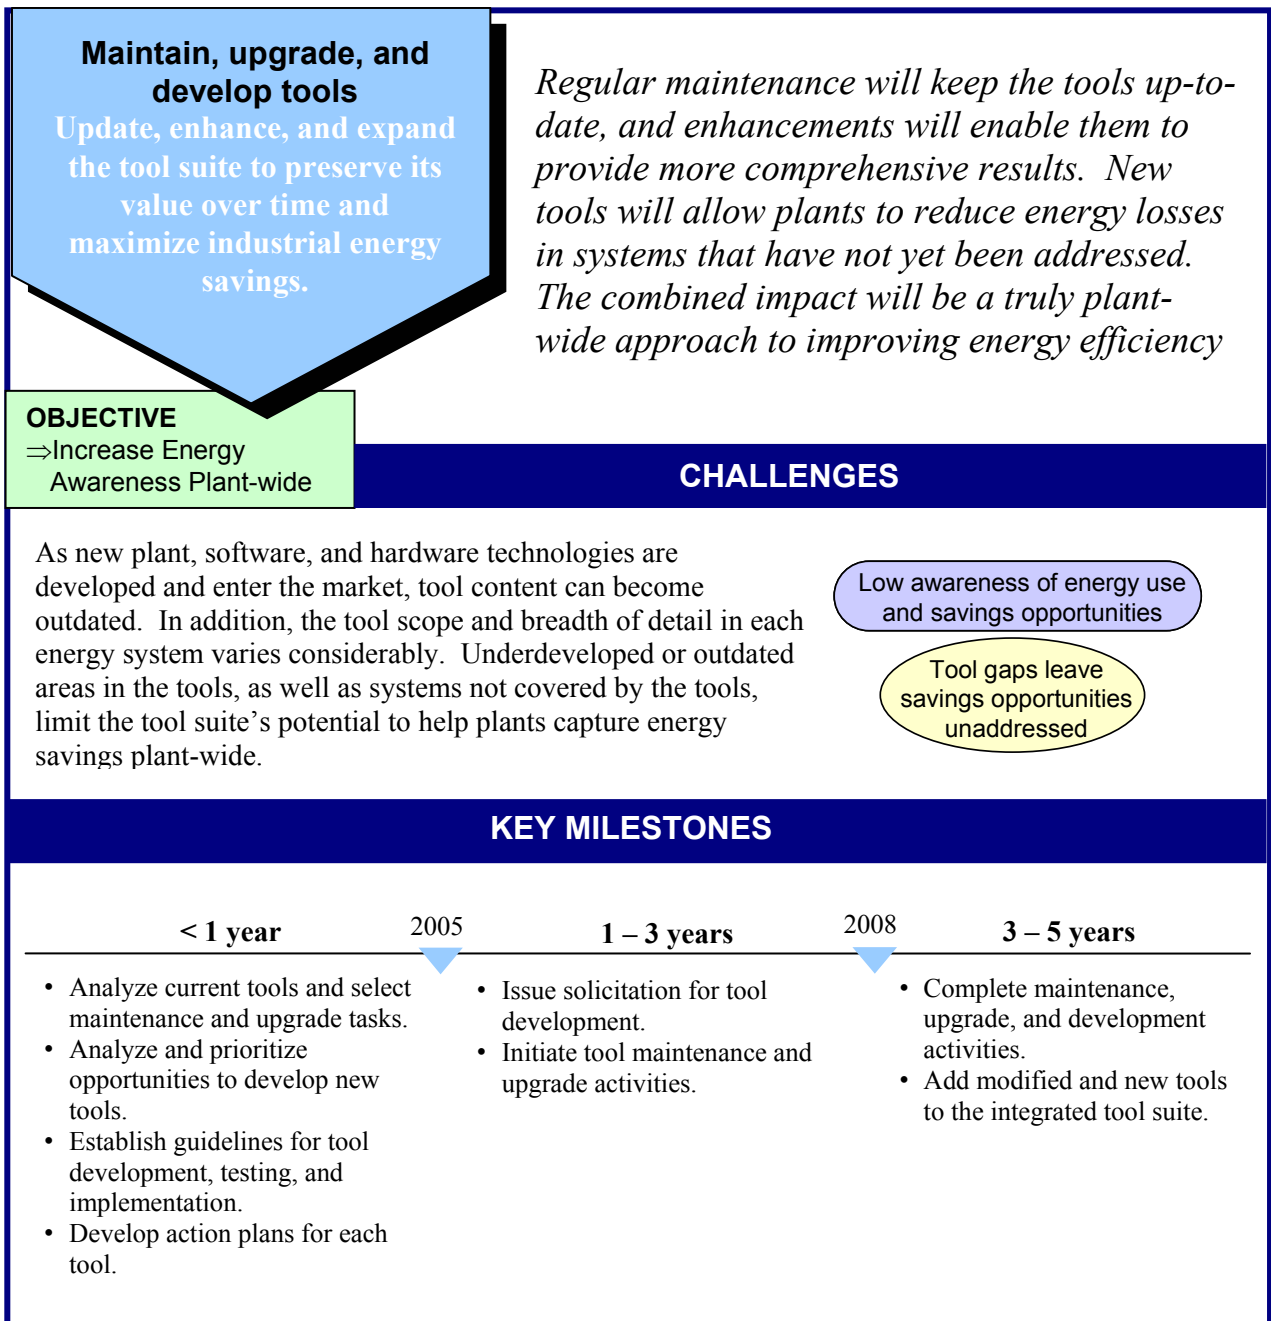 Maintain, upgrade, and
develop tools
Update, enhance, and expand
the tool suite to preserve its
value over time and
maximize industrial energy
savings.
Regular maintenance will keep the tools up-to-
date, and enhancements will enable them to
provide more comprehensive results.  New
tools will allow plants to reduce energy losses
in systems that have not yet been addressed.
The combined impact will be a truly plant-
wide approach to improving energy efficiency
OBJECTIVE
⇒Increase Energy
Awareness Plant-wide
CHALLENGES
As new plant, software, and hardware technologies are
developed and enter the market, tool content can become
outdated.  In addition, the tool scope and breadth of detail in each
energy system varies considerably.  Underdeveloped or outdated
areas in the tools, as well as systems not covered by the tools,
limit the tool suite's potential to help plants capture energy
savings plant-wide.
Low awareness of energy use
and savings opportunities
Tool gaps leave
savings opportunities
unaddressed
KEY MILESTONES
< 1 year
2005
1 – 3 years
2008
3 – 5 years
• Analyze current tools and select
maintenance and upgrade tasks.
• Analyze and prioritize
opportunities to develop new
tools.
• Establish guidelines for tool
development, testing, and
implementation.
• Develop action plans for each
tool.
• Issue solicitation for tool
development.
• Initiate tool maintenance and
upgrade activities.
• Complete maintenance,
upgrade, and development
activities.
• Add modified and new tools
to the integrated tool suite.